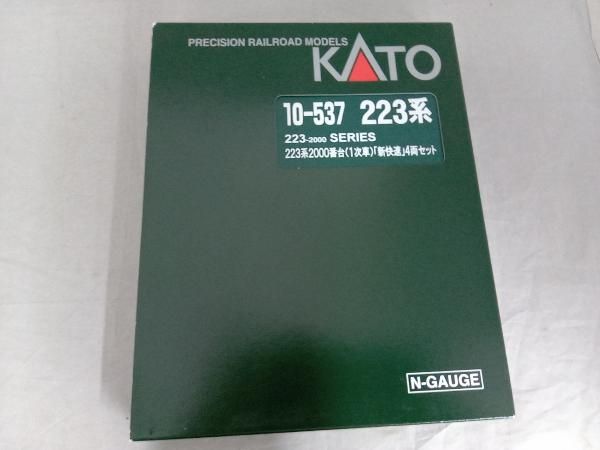 PRECISION RAILROAD MODELS
KATO
10-537 223系
223-2000 SERIES
223系2000番台(1次車)「新快速」4両セット
N-GAUGE